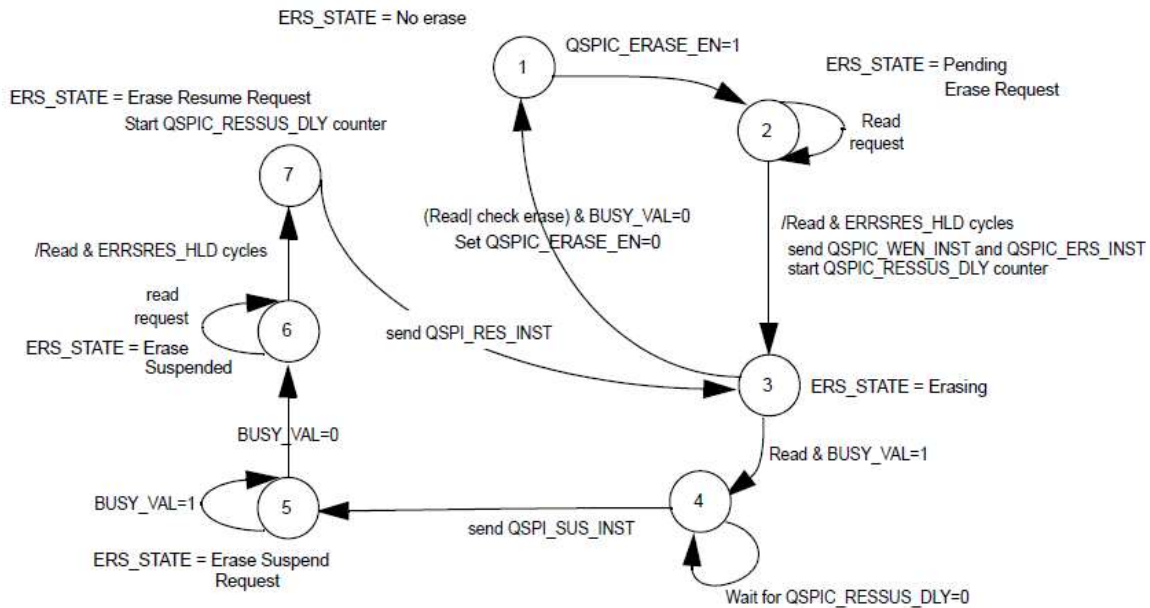 ERS_STATE = No erase
1
QSPIC_ERASE_EN=1
ERS_STATE = Pending
Erase Request
2
Read
request
ERS_STATE = Erase Resume Request
Start QSPIC_RESSUS_DLY counter
7
(Read| check erase) & BUSY_VAL=0
Set QSPIC_ERASE_EN=0
/Read & ERRSRES_HLD cycles
send QSPIC_WEN_INST and QSPIC_ERS_INST
start QSPIC_RESSUS_DLY counter
/Read & ERRSRES_HLD cycles
read
request
6
ERS_STATE = Erase
Suspended
send QSPI_RES_INST
3
ERS_STATE = Erasing
BUSY_VAL=0
Read & BUSY_VAL=1
BUSY_VAL=1
5
4
send QSPI_SUS_INST
ERS_STATE = Erase Suspend
Request
Wait for QSPIC_RESSUS_DLY=0